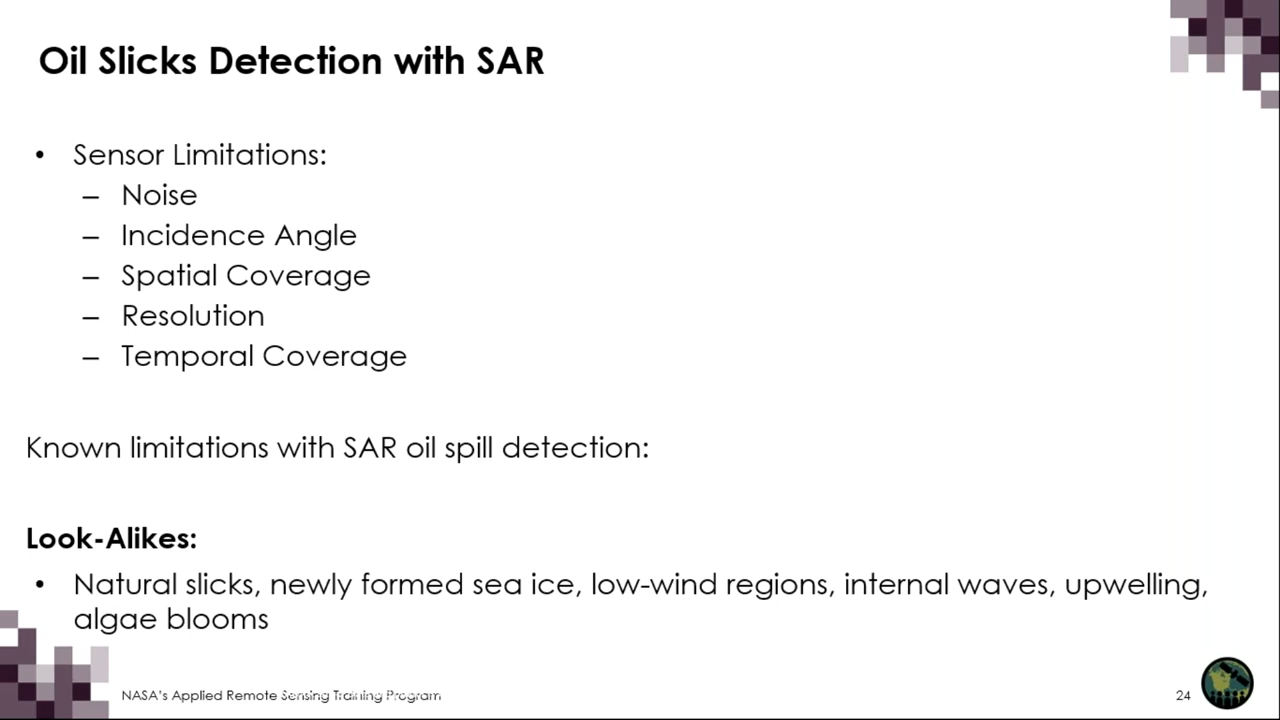 Oil Slicks Detection with SAR
• Sensor Limitations:
– Noise
– Incidence Angle
– Spatial Coverage
– Resolution
– Temporal Coverage
Known limitations with SAR oil spill detection:
Look-Alikes:
• Natural slicks, newly formed sea ice, low-wind regions, internal waves, upwelling,
algae blooms
NASA's Applied Remote Sensing Training Program
24